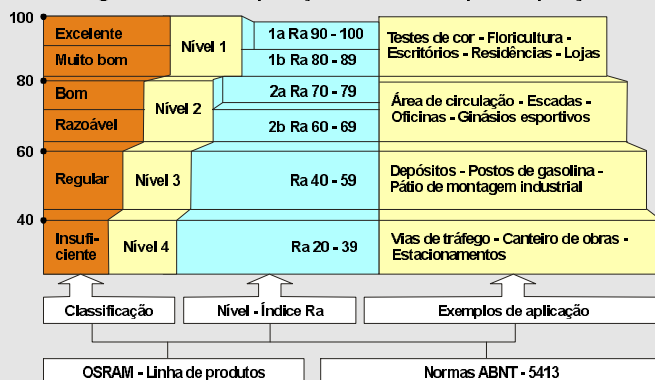 100
Excelente
Nível 1
1a Ra 90 - 100
Testes de cor - Floricultura -
Escritórios - Residências - Lojas
Muito bom
1b Ra 80 - 89
80
Bom
Nível 2
2a Ra 70 - 79
Área de circulação - Escadas -
Oficinas - Ginásios esportivos
Razoável
2b Ra 60 - 69
60
Regular
Nível 3
Ra 40 - 59
Depósitos - Postos de gasolina -
Pátio de montagem industrial
40
Insufi-
ciente
Nível 4
Ra 20 - 39
Vias de tráfego - Canteiro de obras -
Estacionamentos
Classificação
Nível - Índice Ra
Exemplos de aplicação
OSRAM - Linha de produtos
Normas ABNT - 5413